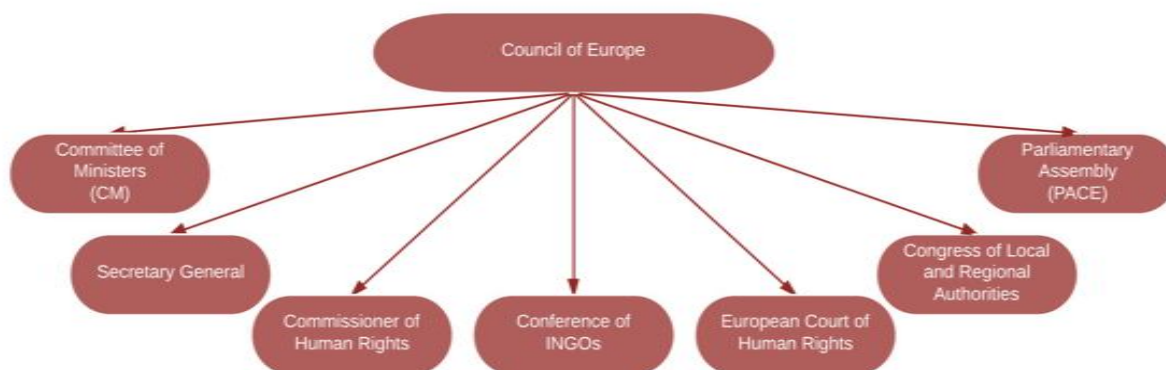 Council of Europe
Committee of
Ministers
(CM)
Parliamentary
Assembly
(PACE)
Secretary General
Congress of Local
and Regional
Authorities
Commissioner of
Human Rights
Conference of
INGOs
European Court of
Human Rights